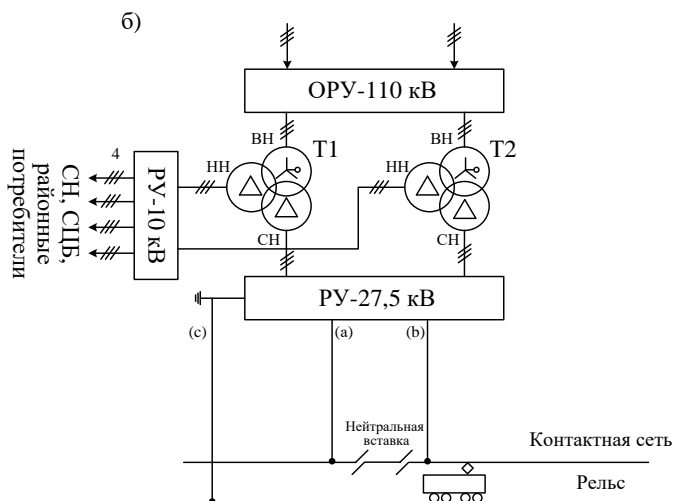 б)
ОРУ-110 кВ
ВН
ВН
Т1
Т2
НН
НН
4
РУ-10 кВ
СН, СЦБ,
районные
потребители
СН
СН
РУ-27,5 кВ
(c)
(a)
(b)
Нейтральная
вставка
Контактная сеть
Рельс